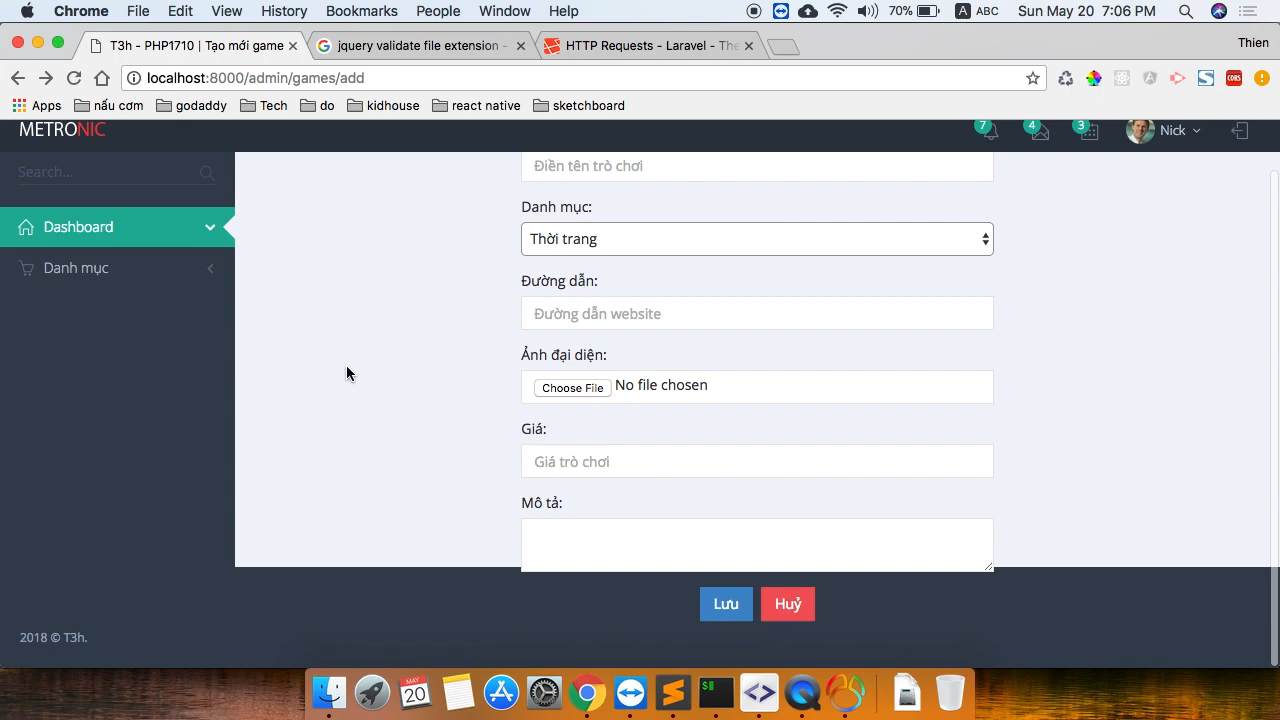 Chrome File Edit View History Bookmarks People Window Help 70% A ABC Sun May 20 7:06 PM
T3h - PHP1710 | Tạo mới game jquery validate file extension - HTTP Requests - Laravel - The Thien
localhost:8000/admin/games/add
Apps nấu cơm godaddy Tech do kidhouse react native sketchboard
METRONIC 7 4 3 Nick
Search...
Điền tên trò chơi
Danh mục:
Dashboard
Thời trang
Danh mục
Đường dẫn:
Đường dẫn website
Ảnh đại diện:
Choose File No file chosen
Giá:
Giá trò chơi
Mô tả:
Lưu Huỷ
2018 © T3h.
MAY
20